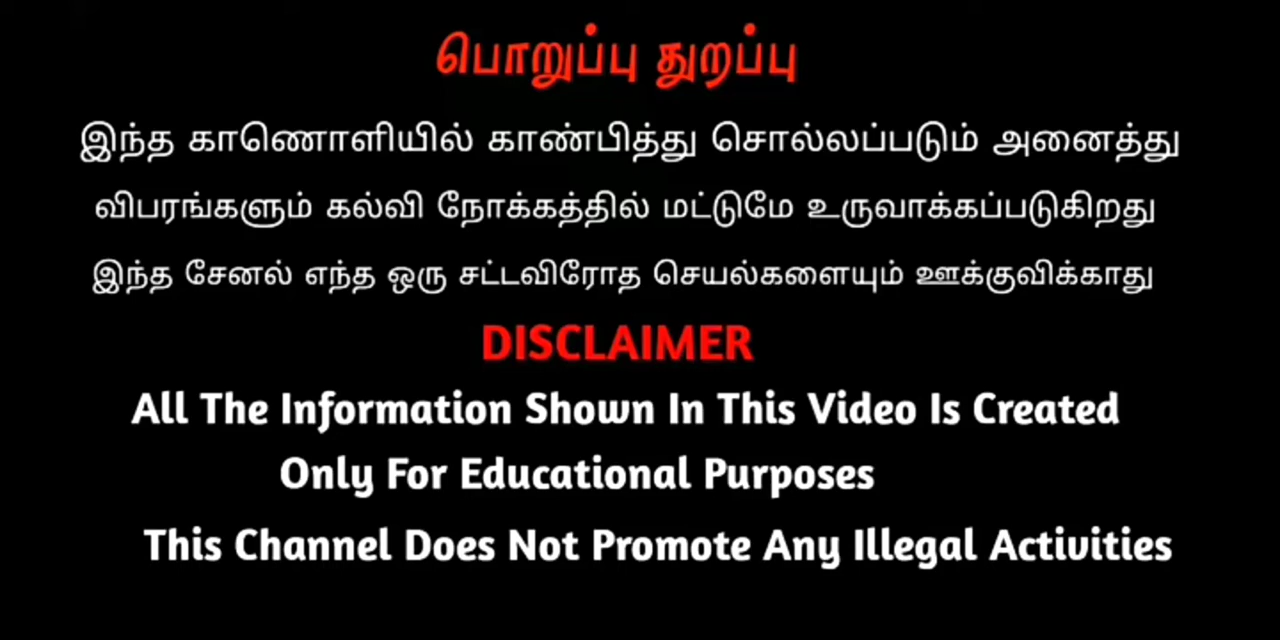 பொறுப்பு துறப்பு
இந்த காணொளியில் காண்பித்து சொல்லப்படும் அனைத்து
விபரங்களும் கல்வி நோக்கத்தில் மட்டுமே உருவாக்கப்படுகிறது
இந்த சேனல் எந்த ஒரு சட்டவிரோத செயல்களையும் ஊக்குவிக்காது
DISCLAIMER
All The Information Shown In This Video Is Created
Only For Educational Purposes
This Channel Does Not Promote Any Illegal Activities